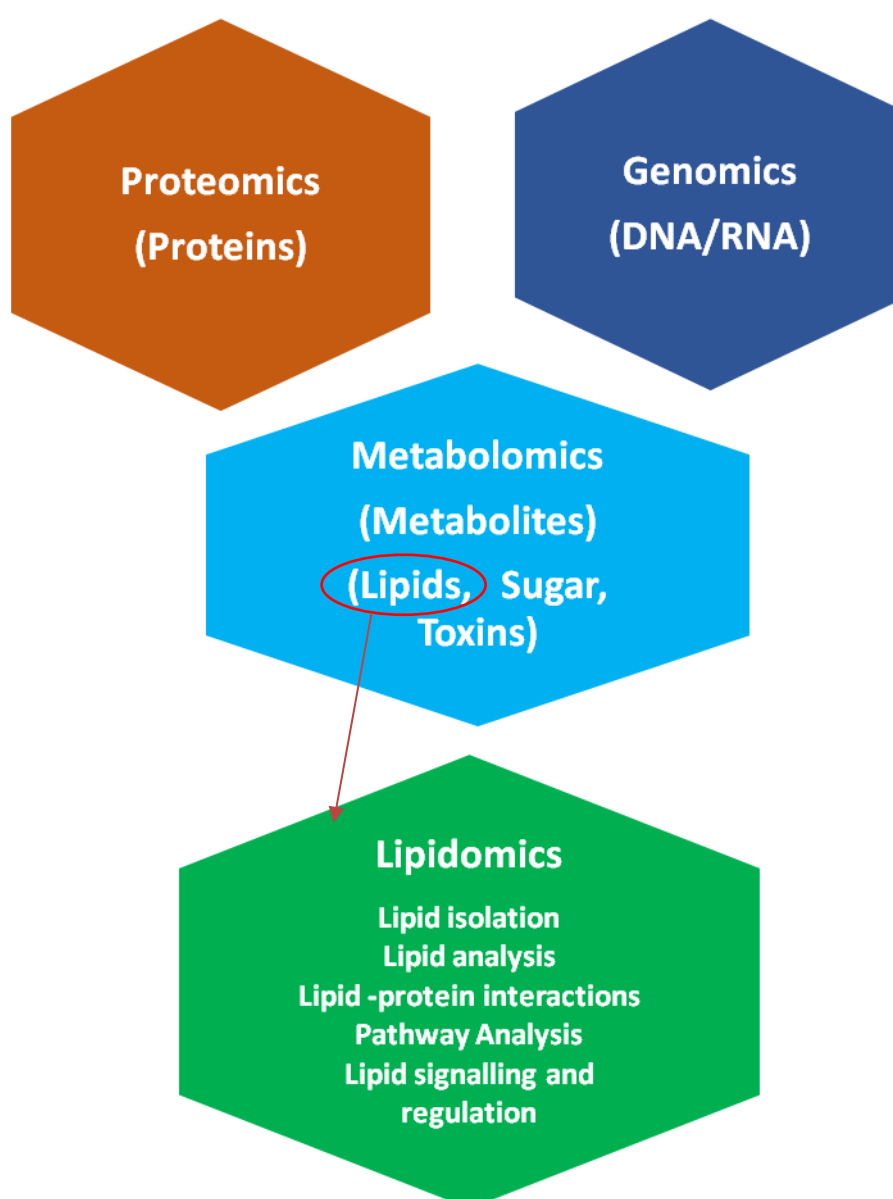 Proteomics
(Proteins)
Genomics
(DNA/RNA)
Metabolomics
(Metabolites)
(Lipids, Sugar,
Toxins)
Lipidomics
Lipid isolation
Lipid analysis
Lipid -protein interactions
Pathway Analysis
Lipid signalling and
regulation